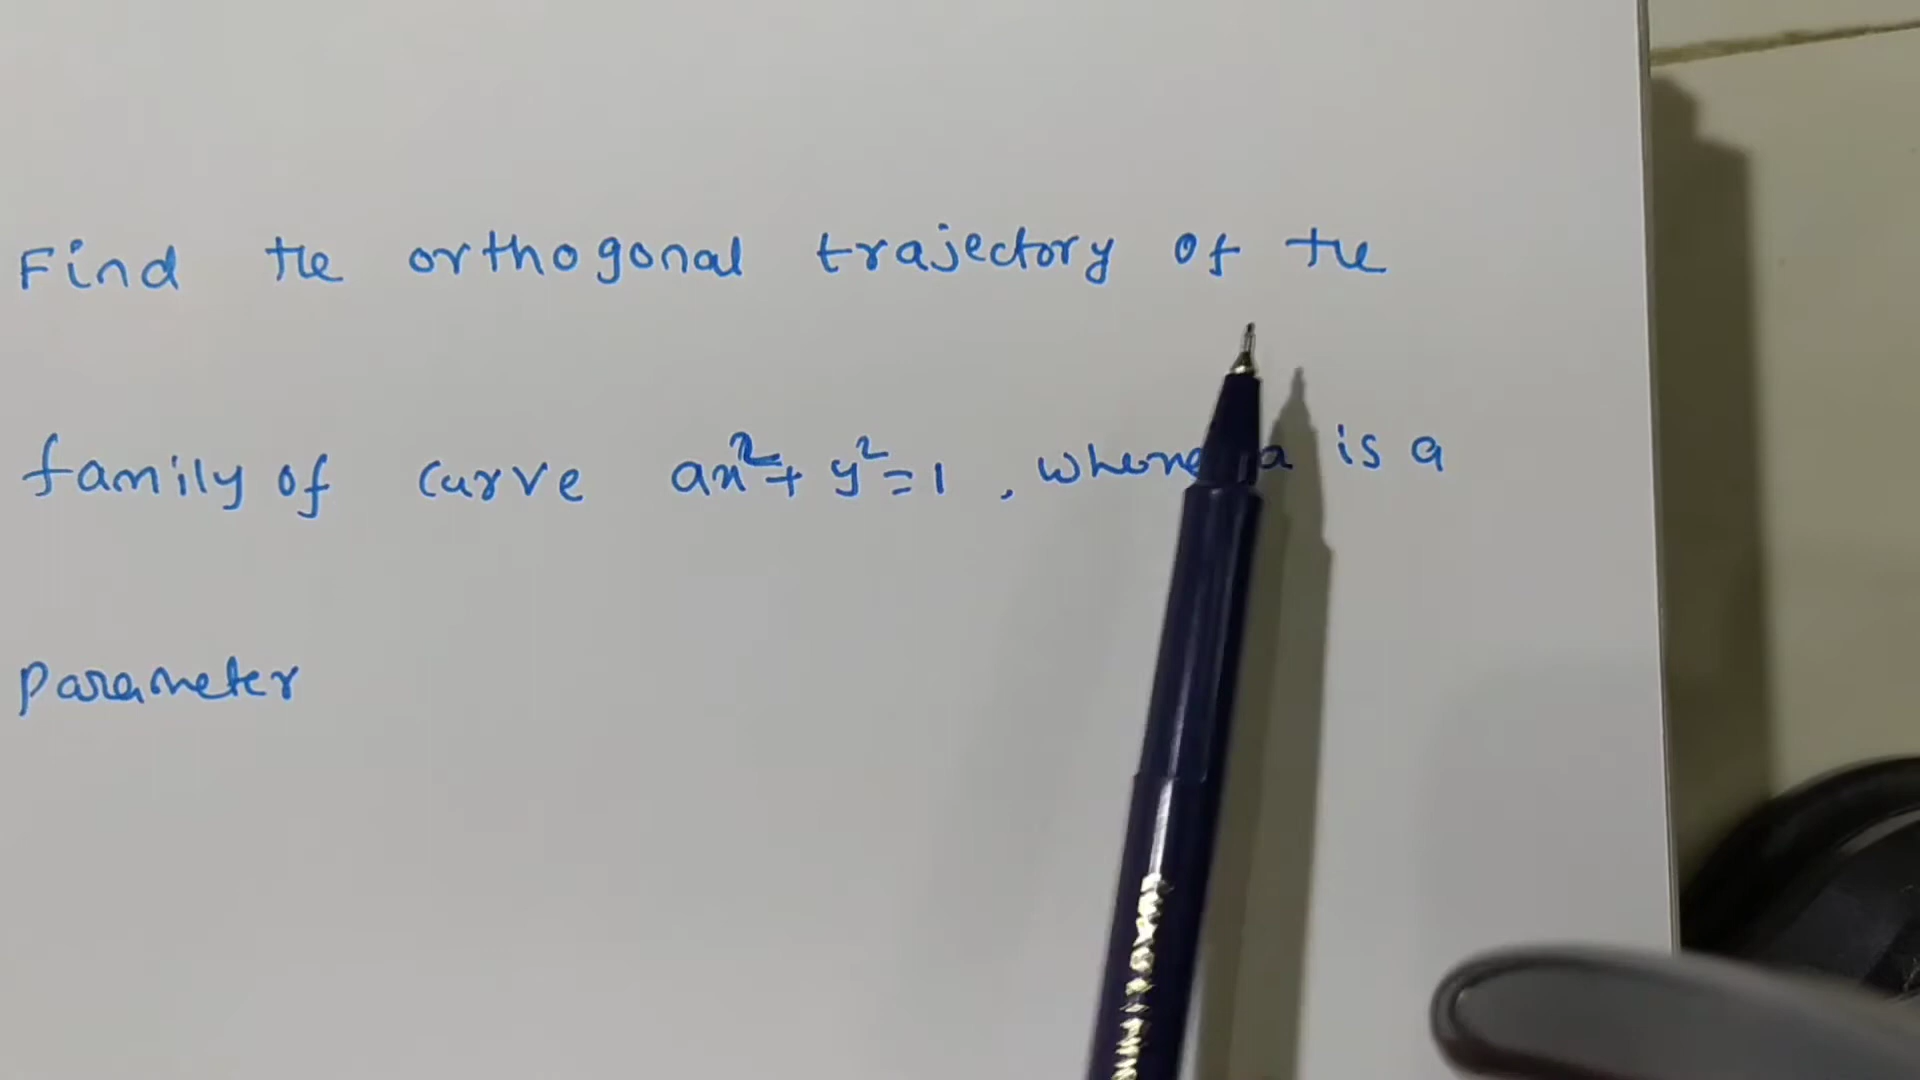 Find the orthogonal trajectory of the
family of curve ax²+ y²=1, where a is a
parameter